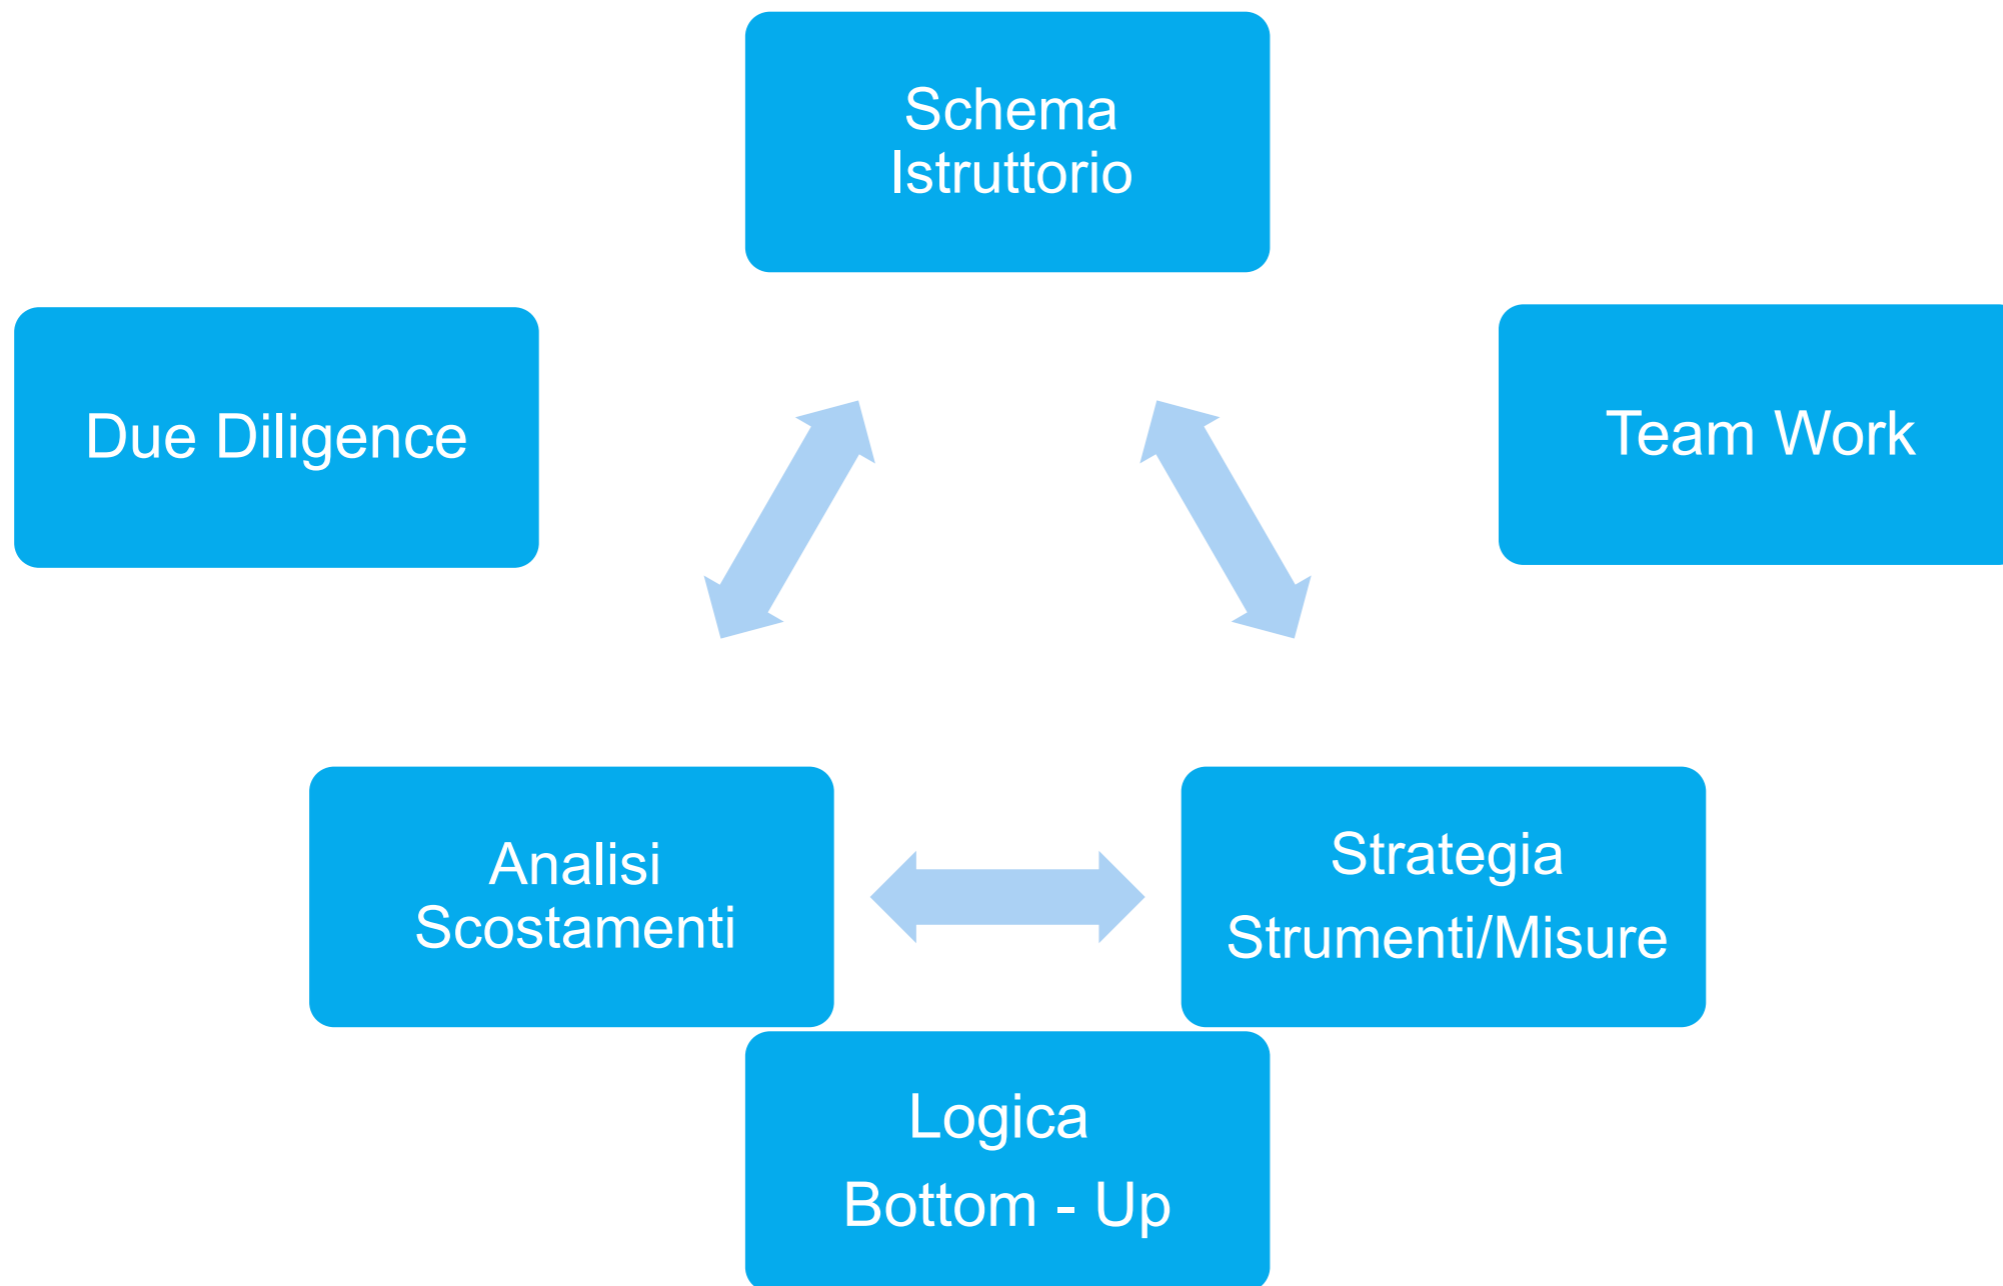 Schema
Istruttorio
Due Diligence
Team Work
Analisi
Scostamenti
Strategia
Strumenti/Misure
Logica
Bottom - Up